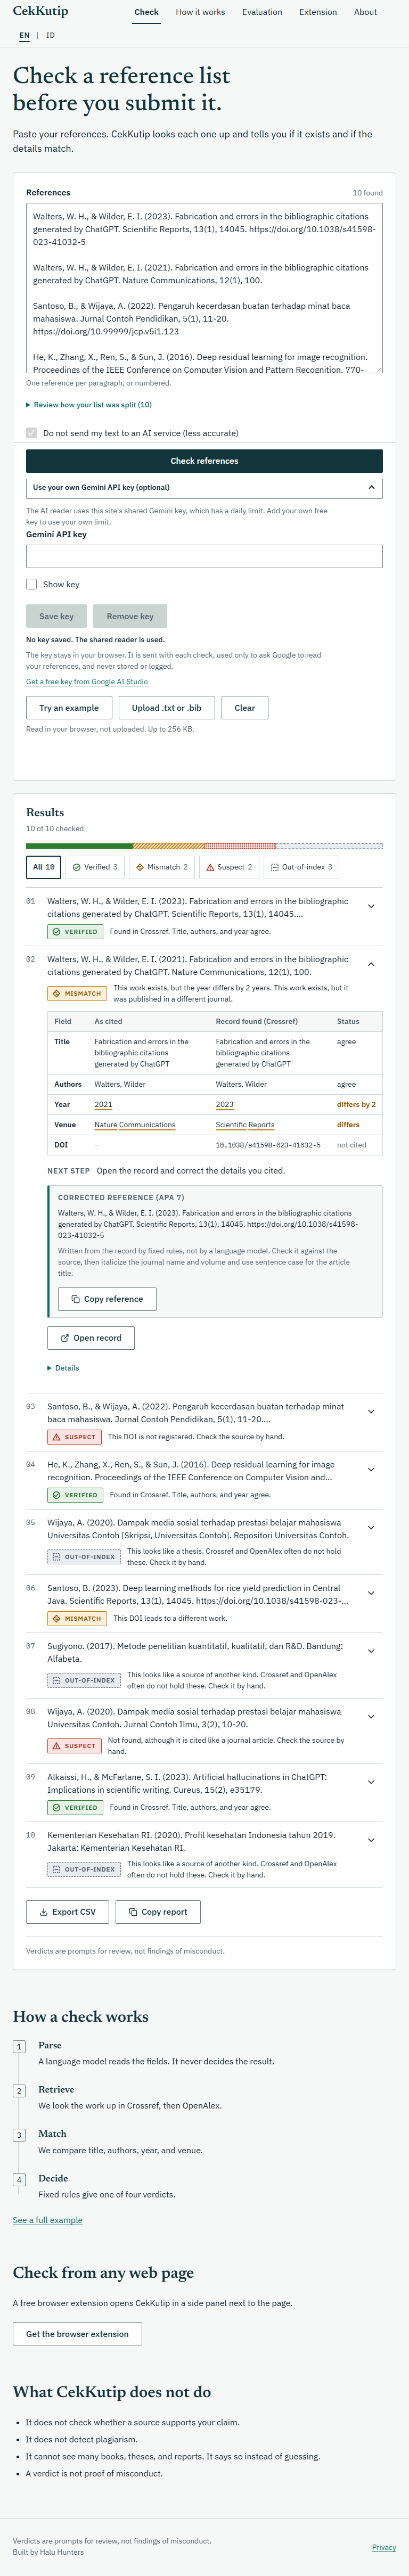 CekKutip
Check
How it works
Evaluation
Extension
About
EN | ID
Check a reference list
before you submit it.
Paste your references. CekKutip looks each one up and tells you if it exists and if the
details match.
References
10 found
Walters, W. H., & Wilder, E. I. (2023). Fabrication and errors in the bibliographic citations
generated by ChatGPT. Scientific Reports, 13(1), 14045. https://doi.org/10.1038/s41598-
023-41032-5
Walters, W. H., & Wilder, E. I. (2021). Fabrication and errors in the bibliographic citations
generated by ChatGPT. Nature Communications, 12(1), 100.
Santoso, B., & Wijaya, A. (2022). Pengaruh kecerdasan buatan terhadap minat baca
mahasiswa. Jurnal Contoh Pendidikan, 5(1), 11-20.
https://doi.org/10.99999/jcp.v5i1.123
He, K., Zhang, X., Ren, S., & Sun, J. (2016). Deep residual learning for image recognition.
Proceedings of the IEEE Conference on Computer Vision and Pattern Recognition, 770-
One reference per paragraph, or numbered.
Review how your list was split (10)
Do not send my text to an AI service (less accurate)
Check references
Use your own Gemini API key (optional)
The AI reader uses this site's shared Gemini key, which has a daily limit. Add your own free
key to use your own limit.
Gemini API key
Show key
Save key
Remove key
No key saved. The shared reader is used.
The key stays in your browser. It is sent with each check, used only to ask Google to read
your references, and never stored or logged.
Get a free key from Google AI Studio
Try an example
Upload .txt or .bib
Clear
Read in your browser, not uploaded. Up to 256 KB.
Results
10 of 10 checked
All 10
Verified 3
Mismatch 2
Suspect 2
Out-of-index 3
01
Walters, W. H., & Wilder, E. I. (2023). Fabrication and errors in the bibliographic
citations generated by ChatGPT. Scientific Reports, 13(1), 14045....
VERIFIED
Found in Crossref. Title, authors, and year agree.
02
Walters, W. H., & Wilder, E. I. (2021). Fabrication and errors in the bibliographic
citations generated by ChatGPT. Nature Communications, 12(1), 100.
MISMATCH
This work exists, but the year differs by 2 years. This work exists, but it
was published in a different journal.
Field
As cited
Record found (Crossref)
Status
Title
Fabrication and errors in the
bibliographic citations
generated by ChatGPT
Fabrication and errors in the
bibliographic citations
generated by ChatGPT
agree
Authors
Walters, Wilder
Walters, Wilder
agree
Year
2021
2023
differs by 2
Venue
Nature Communications
Scientific Reports
differs
DOI
—
10.1038/s41598-023-41032-5
not cited
NEXT STEP Open the record and correct the details you cited.
CORRECTED REFERENCE (APA 7)
Walters, W. H., & Wilder, E. I. (2023). Fabrication and errors in the bibliographic citations
generated by ChatGPT. Scientific Reports, 13(1), 14045. https://doi.org/10.1038/s41598-
023-41032-5
Written from the record by fixed rules, not by a language model. Check it against the
source, then italicize the journal name and volume and use sentence case for the article
title.
Copy reference
Open record
Details
03
Santoso, B., & Wijaya, A. (2022). Pengaruh kecerdasan buatan terhadap minat
baca mahasiswa. Jurnal Contoh Pendidikan, 5(1), 11-20....
SUSPECT
This DOI is not registered. Check the source by hand.
04
He, K., Zhang, X., Ren, S., & Sun, J. (2016). Deep residual learning for image
recognition. Proceedings of the IEEE Conference on Computer Vision and...
VERIFIED
Found in Crossref. Title, authors, and year agree.
05
Wijaya, A. (2020). Dampak media sosial terhadap prestasi belajar mahasiswa
Universitas Contoh [Skripsi, Universitas Contoh]. Repositori Universitas Contoh.
OUT-OF-INDEX
This looks like a thesis. Crossref and OpenAlex often do not hold
these. Check it by hand.
06
Santoso, B. (2023). Deep learning methods for rice yield prediction in Central
Java. Scientific Reports, 13(1), 14045. https://doi.org/10.1038/s41598-023-...
MISMATCH
This DOI leads to a different work.
07
Sugiyono. (2017). Metode penelitian kuantitatif, kualitatif, dan R&D. Bandung:
Alfabeta.
OUT-OF-INDEX
This looks like a source of another kind. Crossref and OpenAlex
often do not hold these. Check it by hand.
08
Wijaya, A. (2020). Dampak media sosial terhadap prestasi belajar mahasiswa
Universitas Contoh. Jurnal Contoh Ilmu, 3(2), 10-20.
SUSPECT
Not found, although it is cited like a journal article. Check the source by
hand.
09
Alkaissi, H., & McFarlane, S. I. (2023). Artificial hallucinations in ChatGPT:
Implications in scientific writing. Cureus, 15(2), e35179.
VERIFIED
Found in Crossref. Title, authors, and year agree.
10
Kementerian Kesehatan RI. (2020). Profil kesehatan Indonesia tahun 2019.
Jakarta: Kementerian Kesehatan RI.
OUT-OF-INDEX
This looks like a source of another kind. Crossref and OpenAlex
often do not hold these. Check it by hand.
Export CSV
Copy report
Verdicts are prompts for review, not findings of misconduct.
How a check works
1
Parse
A language model reads the fields. It never decides the result.
2
Retrieve
We look the work up in Crossref, then OpenAlex.
3
Match
We compare title, authors, year, and venue.
4
Decide
Fixed rules give one of four verdicts.
See a full example
Check from any web page
A free browser extension opens CekKutip in a side panel next to the page.
Get the browser extension
What CekKutip does not do
• It does not check whether a source supports your claim.
• It does not detect plagiarism.
• It cannot see many books, theses, and reports. It says so instead of guessing.
• A verdict is not proof of misconduct.
Verdicts are prompts for review, not findings of misconduct.
Built by Halu Hunters
Privacy